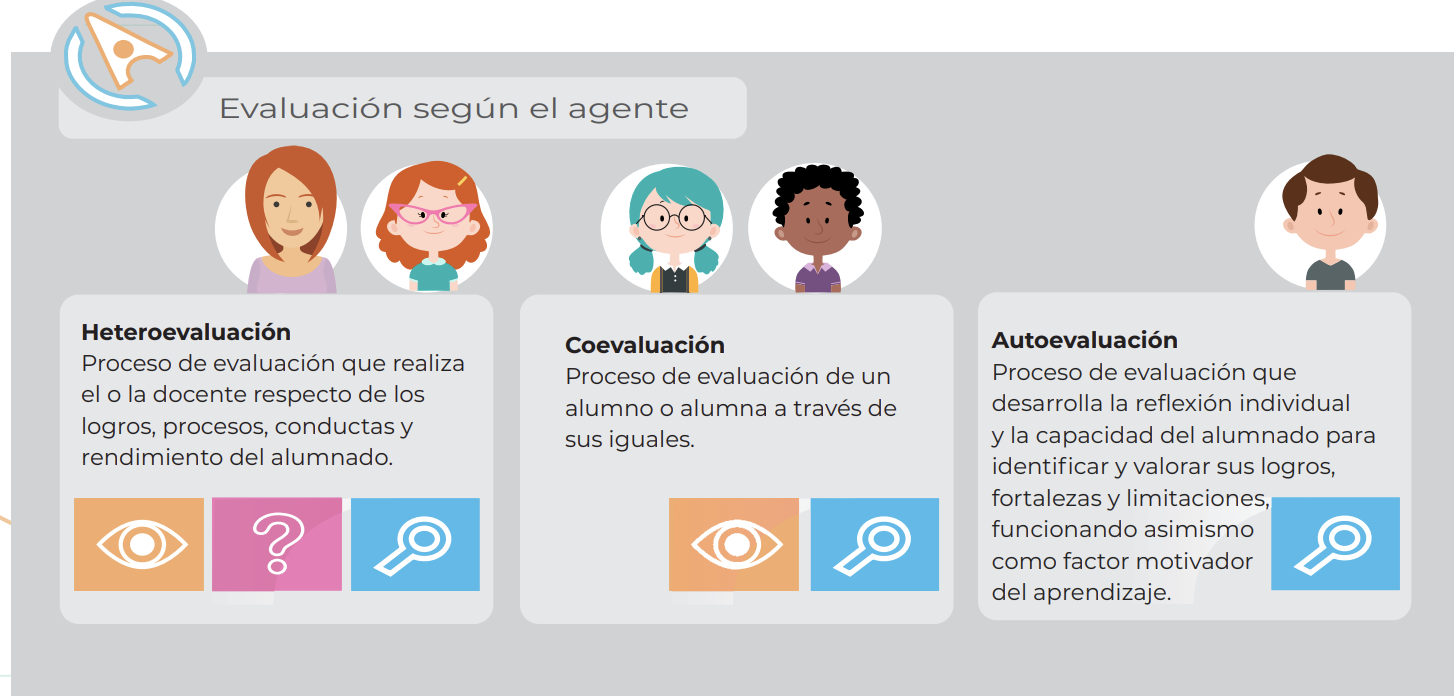 Evaluación según el agente
Heteroevaluación
Proceso de evaluación que realiza
el o la docente respecto de los
logros, procesos, conductas y
rendimiento del alumnado.
Coevaluación
Proceso de evaluación de un
alumno o alumna a través de
sus iguales.
Autoevaluación
Proceso de evaluación que
desarrolla la reflexión individual
y la capacidad del alumnado para
identificar y valorar sus logros,
fortalezas y limitaciones,
funcionando asimismo
como factor motivador
del aprendizaje.
?